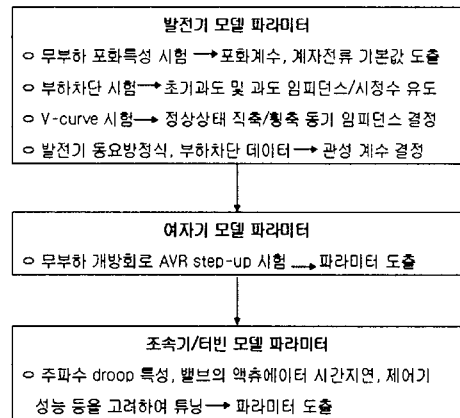 발전기 모델 파라미터
○ 무부하 포화특성 시험 → 포화계수, 계자전류 기본값 도출
○ 부하차단 시험 → 초기과도 및 과도 임피던스/시정수 유도
○ V-curve 시험 → 정상상태 직축/횡축 동기 임피던스 결정
○ 발전기 동요방정식, 부하차단 데이터 → 관성 계수 결정
여자기 모델 파라미터
○ 무부하 개방회로 AVR step-up 시험 → 파라미터 도출
조속기/터빈 모델 파라미터
○ 주파수 droop 특성, 밸브의 액츄에이터 시간지연, 제어기
성능 등을 고려하여 튜닝 → 파라미터 도출